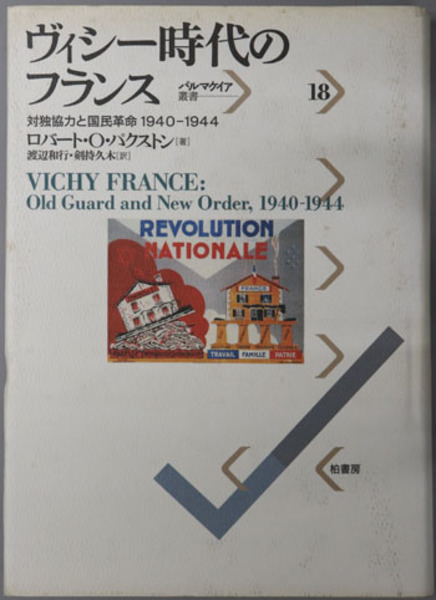 ヴィシー時代の
フランス
パルマケイア
叢書
18
対独協力と国民革命 1940-1944
ロバート・O・パクストン[著]
渡辺和行・剣持久木[訳]
VICHY FRANCE:
Old Guard and New Order, 1940-1944
REVOLUTION
NATIONALE
FRANCE
TRAVAIL FAMILLE PATRIE
柏書房